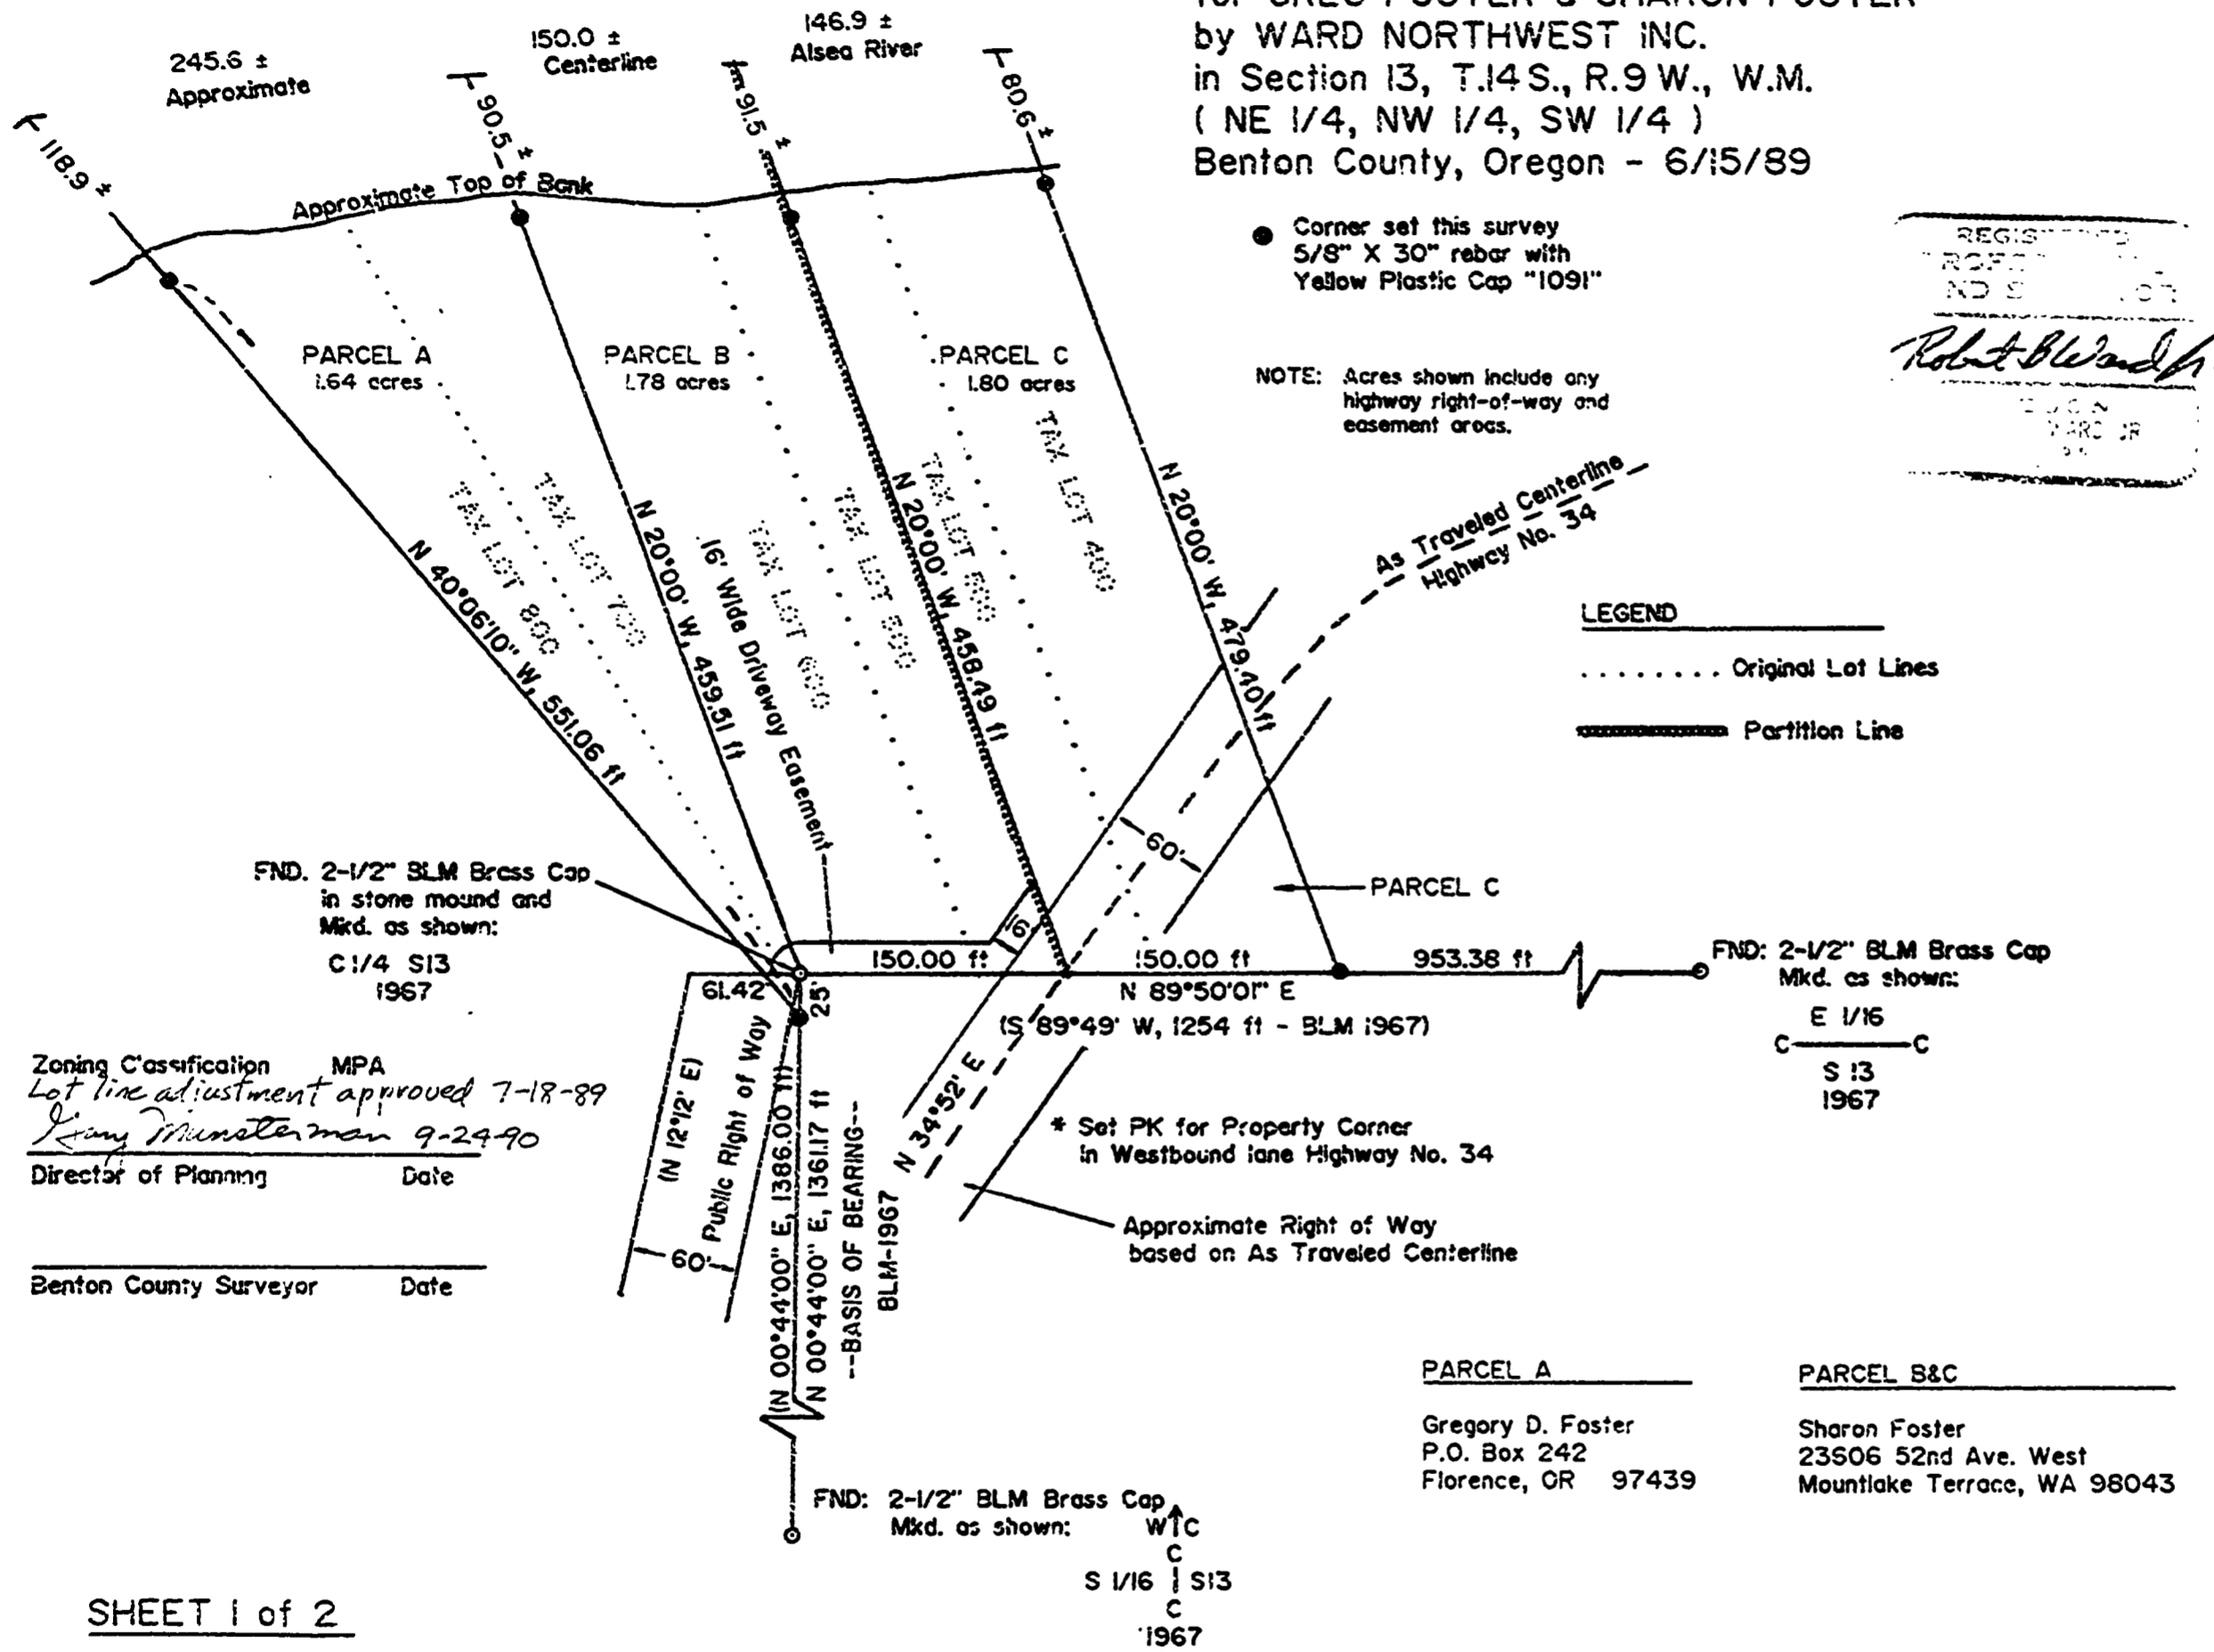 by WARD NORTHWEST INC.
in Section 13, T.14 S., R.9 W., W.M.
( NE 1/4, NW 1/4, SW 1/4 )
Benton County, Oregon - 6/15/89
245.6 ±
Approximate
150.0 ±
Centerline
146.9 ±
Alsea River
118.9 ±
90.5 ±
91.5 ±
80.6 ±
Approximate Top of Bank
Corner set this survey
5/8" X 30" rebar with
Yellow Plastic Cap "1091"
NOTE: Acres shown include any
highway right-of-way and
easement areas.
Robert B Ward Jr
PARCEL A
1.64 acres
PARCEL B
1.78 acres
PARCEL C
1.80 acres
TAX LOT 800
TAX LOT 700
TAX LOT 600
TAX LOT 500
TAX LOT 500
TAX LOT 400
N 40°06'10" W, 551.06 ft
N 20°00' W, 459.51 ft
16' Wide Driveway Easement
N 20°00' W, 458.49 ft
N 20°00' W, 479.40 ft
As Traveled Centerline
Highway No. 34
LEGEND
Original Lot Lines
Partition Line
60'
PARCEL C
FND. 2-1/2" BLM Brass Cap
in stone mound and
Mkd. as shown:
C 1/4 S13
1967
16'
150.00 ft
150.00 ft
953.38 ft
61.42'
25'
N 89°50'01" E
(S 89°49' W, 1254 ft - BLM 1967)
FND: 2-1/2" BLM Brass Cap
Mkd. as shown:
E 1/16
C C
S 13
1967
Zoning Classification MPA
Lot line adjustment approved 7-18-89
Gary Munsterman 9-24-90
Director of Planning Date
Benton County Surveyor Date
(N 12°12' E)
60'
Public Right of Way
(N 00°44'00" E, 1386.00 ft)
N 00°44'00" E, 1361.17 ft
--BASIS OF BEARING--
BLM-1967
N 34°52' E
* Set PK for Property Corner
in Westbound lane Highway No. 34
Approximate Right of Way
based on As Traveled Centerline
PARCEL A
Gregory D. Foster
P.O. Box 242
Florence, OR 97439
PARCEL B&C
Sharon Foster
23606 52nd Ave. West
Mountlake Terrace, WA 98043
FND: 2-1/2" BLM Brass Cap
Mkd. as shown:
W C
C
S 1/16 S13
C
1967
SHEET 1 of 2